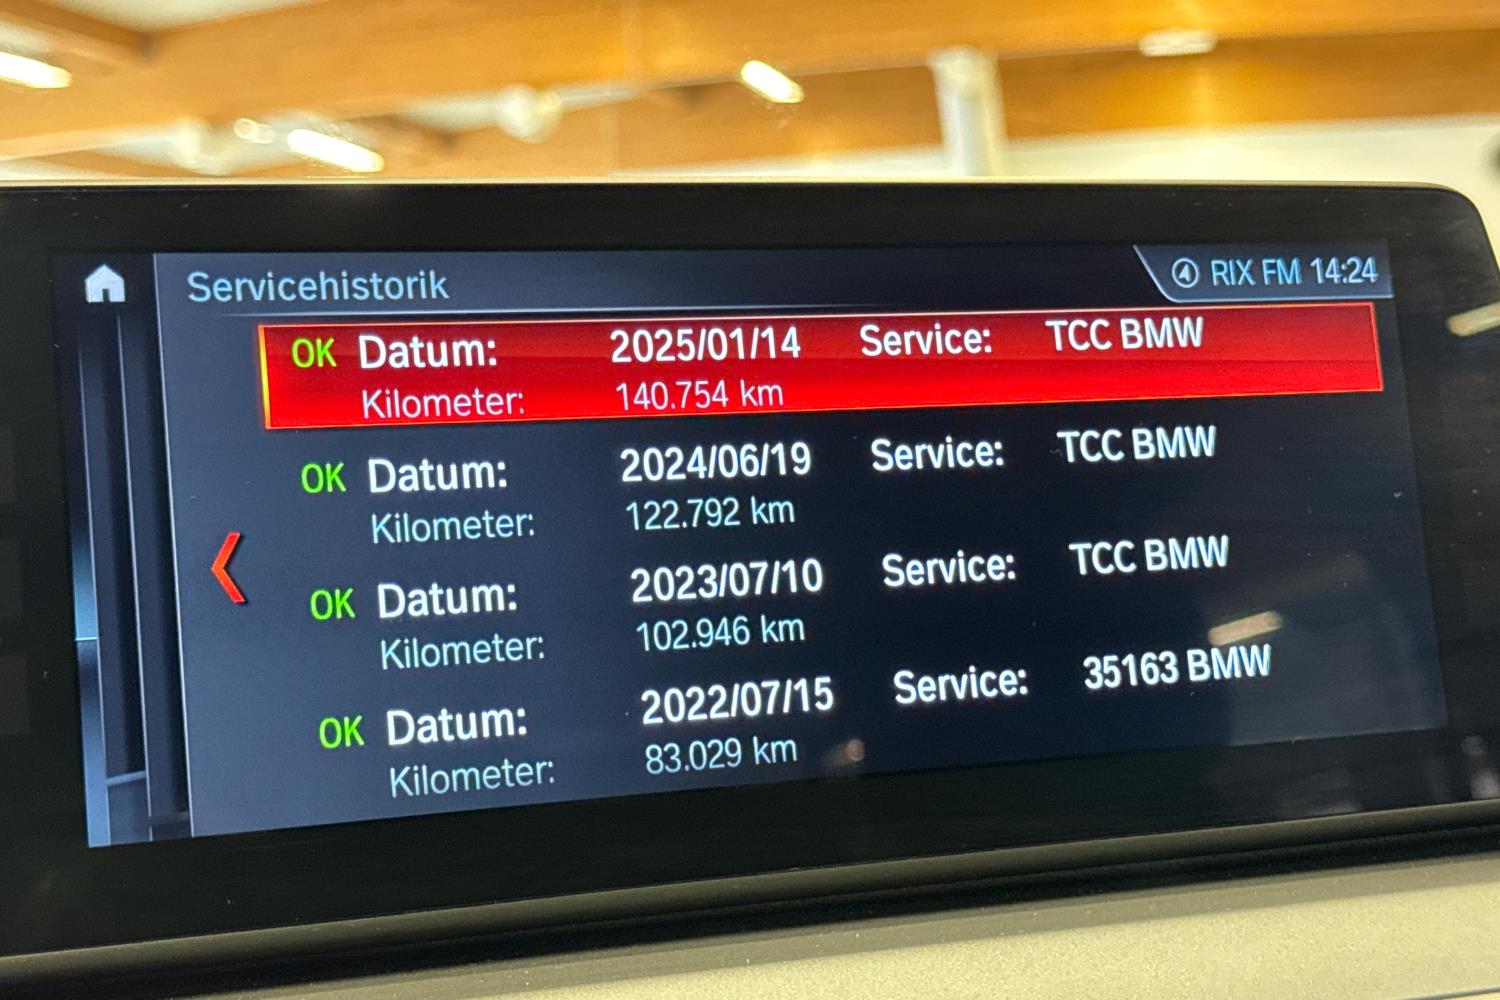 Servicehistorik
RIX FM 14:24
OK Datum: 2025/01/14 Service: TCC BMW
Kilometer: 140.754 km
OK Datum: 2024/06/19 Service: TCC BMW
Kilometer: 122.792 km
OK Datum: 2023/07/10 Service: TCC BMW
Kilometer: 102.946 km
OK Datum: 2022/07/15 Service: 35163 BMW
Kilometer: 83.029 km